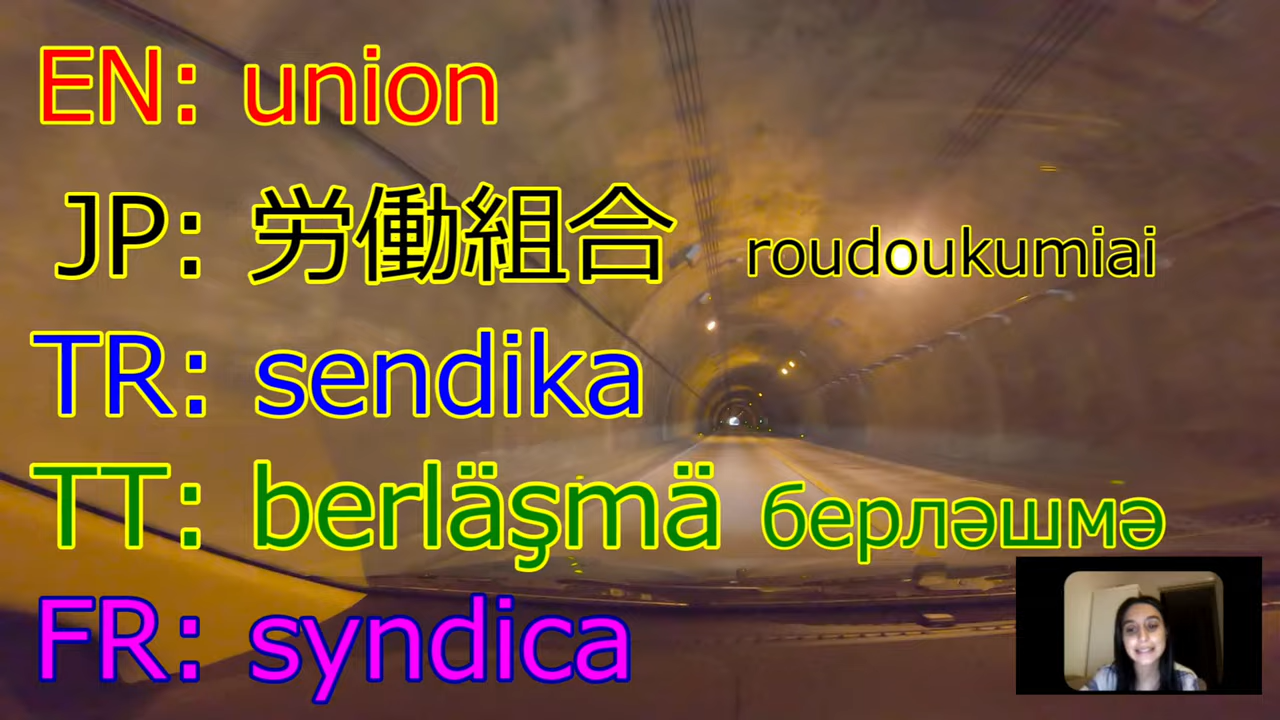 EN: union
JP: 労働組合 roudoukumiai
TR: sendika
TT: berläşmä берләшмә
FR: syndica